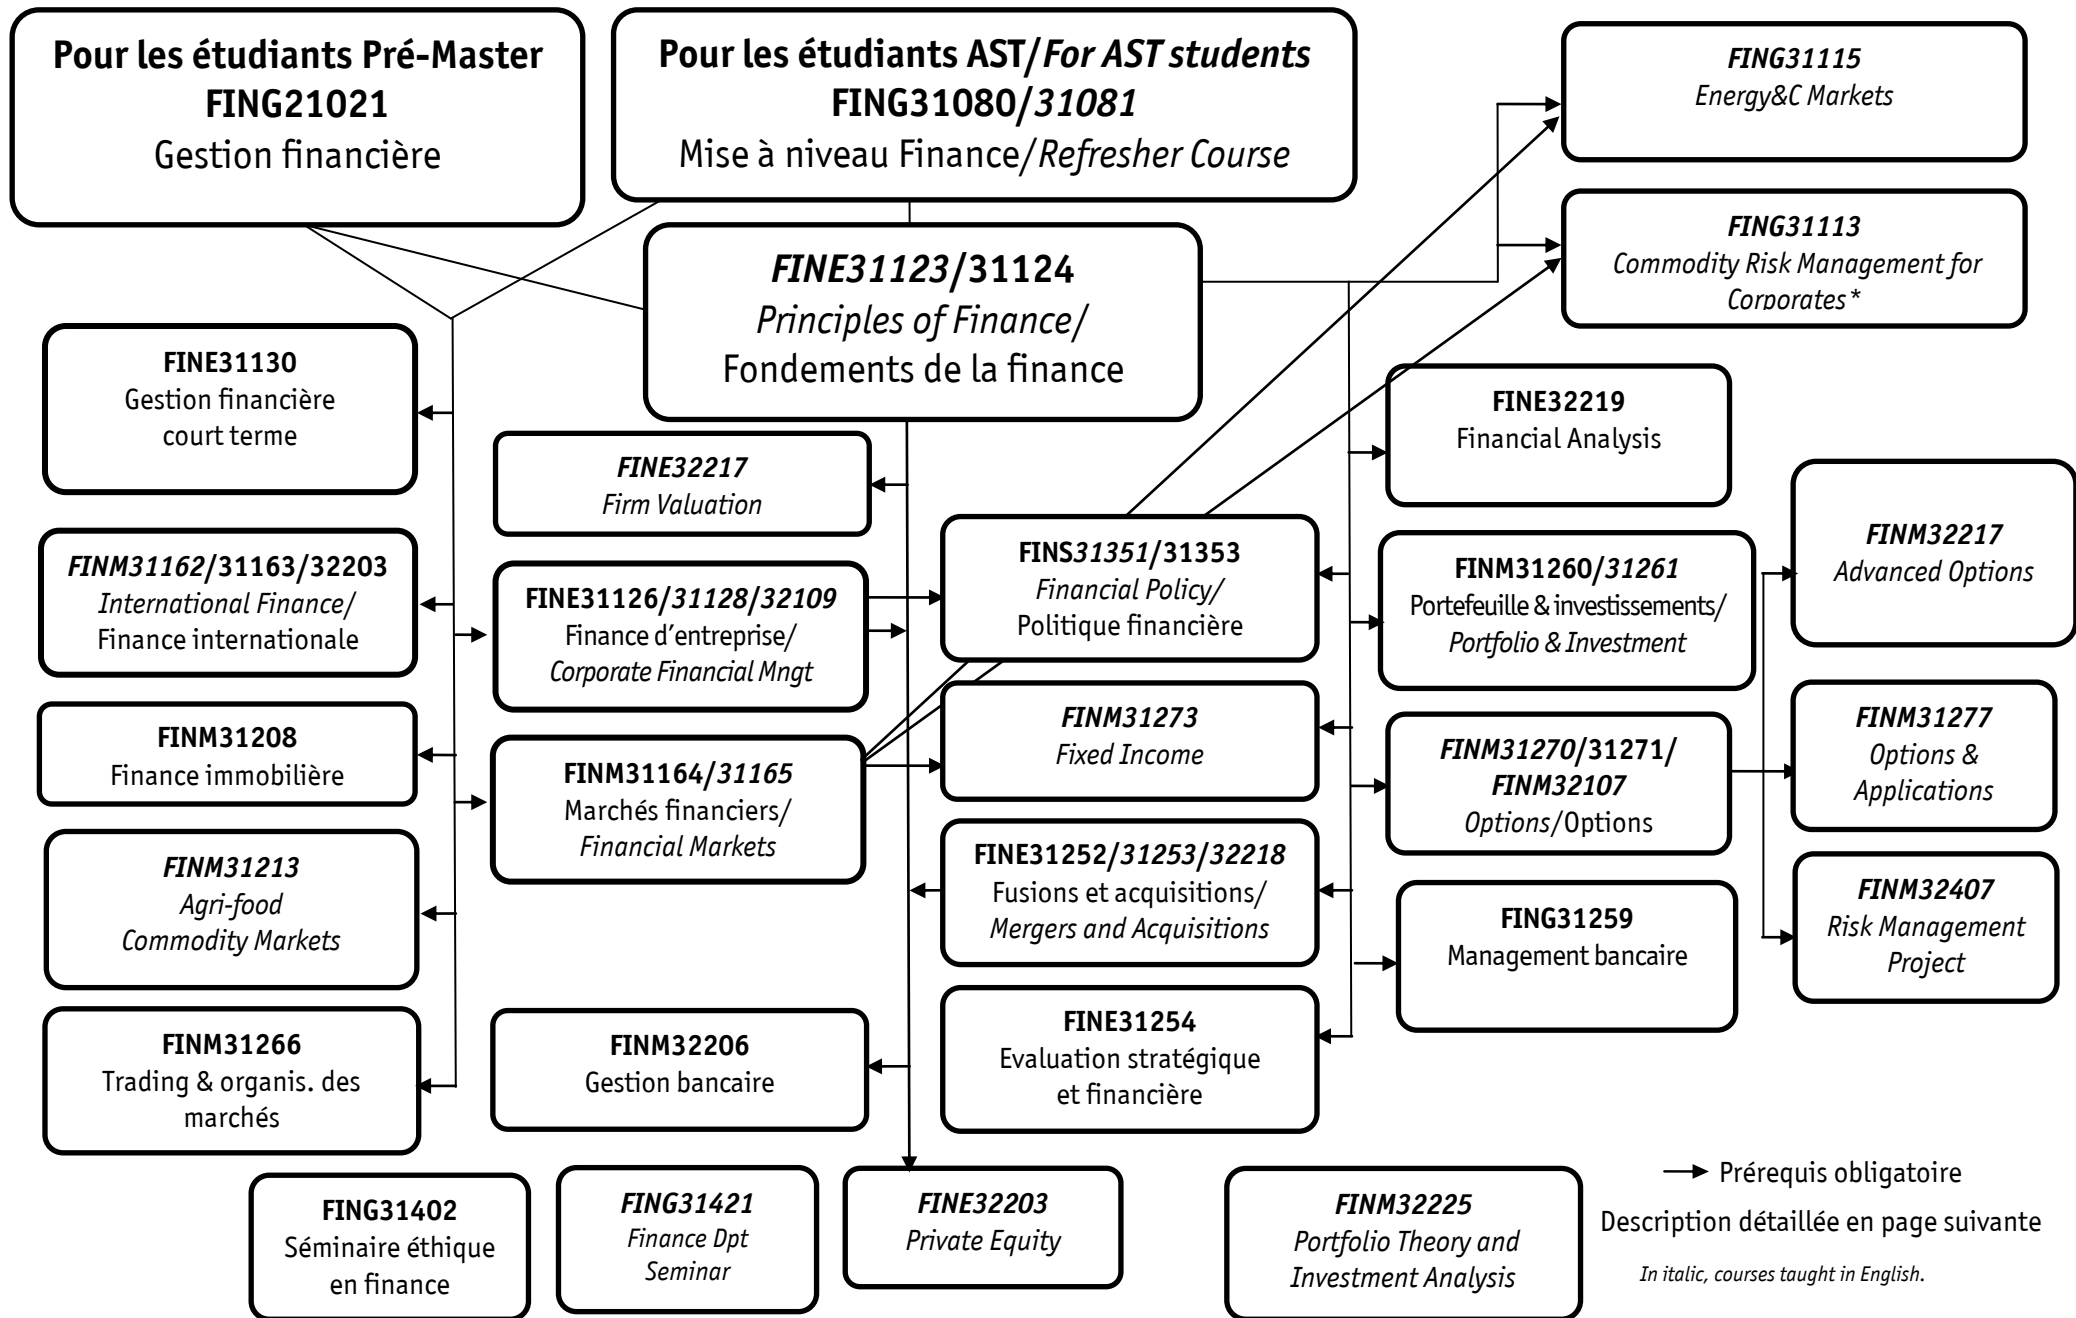 Pour les étudiants Pré-Master
FING21021
Gestion financière
Pour les étudiants AST/For AST students
FING31080/31081
Mise à niveau Finance/Refresher Course
FING31115
Energy&C Markets
FING31113
Commodity Risk Management for
Corporates*
FINE31123/31124
Principles of Finance/
Fondements de la finance
FINE31130
Gestion financière
court terme
FINE32217
Firm Valuation
FINE32219
Financial Analysis
FINM31162/31163/32203
International Finance/
Finance internationale
FINE31126/31128/32109
Finance d'entreprise/
Corporate Financial Mngt
FINS31351/31353
Financial Policy/
Politique financière
FINM31260/31261
Portefeuille & investissements/
Portfolio & Investment
FINM32217
Advanced Options
FINM31208
Finance immobilière
FINM31164/31165
Marchés financiers/
Financial Markets
FINM31273
Fixed Income
FINM31270/31271/
FINM32107
Options/Options
FINM31277
Options &
Applications
FINM31213
Agri-food
Commodity Markets
FINE31252/31253/32218
Fusions et acquisitions/
Mergers and Acquisitions
FING31259
Management bancaire
FINM32407
Risk Management
Project
FINM31266
Trading & organis. des
marchés
FINM32206
Gestion bancaire
FINE31254
Evaluation stratégique
et financière
FING31402
Séminaire éthique
en finance
FING31421
Finance Dpt
Seminar
FINE32203
Private Equity
FINM32225
Portfolio Theory and
Investment Analysis
Prérequis obligatoire
Description détaillée en page suivante
In italic, courses taught in English.